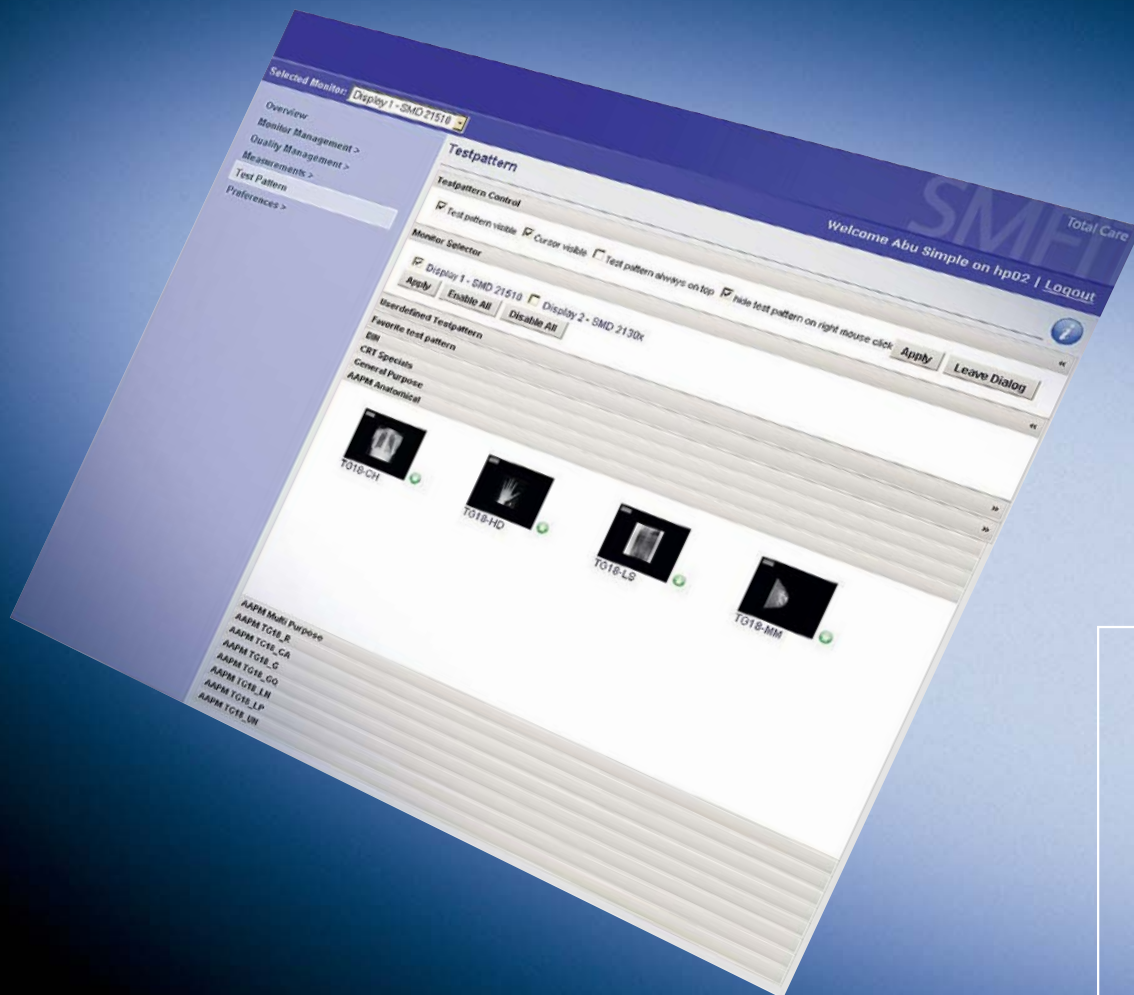 SMFIT
Total Care
Welcome Abu Simple on hp02 | Logout
Selected Monitor: Display 1 - SMD 21510
Overview
Monitor Management >
Quality Management >
Measurements >
Test Pattern
Preferences >
Testpattern
Testpattern Control
Test pattern visible Cursor visible Test pattern always on top hide test pattern on right mouse click Apply Leave Dialog
Monitor Selector
Display 1 - SMD 21510 Display 2 - SMD 2130x
Apply Enable All Disable All
Userdefined Testpattern
Favorite test pattern
DIN
CRT Specials
General Purpose
AAPM Anatomical
TG18-CH
TG18-HD
TG18-LS
TG18-MM
AAPM Multi Purpose
AAPM TG18_R
AAPM TG18_CA
AAPM TG18_G
AAPM TG18_GQ
AAPM TG18_LN
AAPM TG18_LP
AAPM TG18_UN